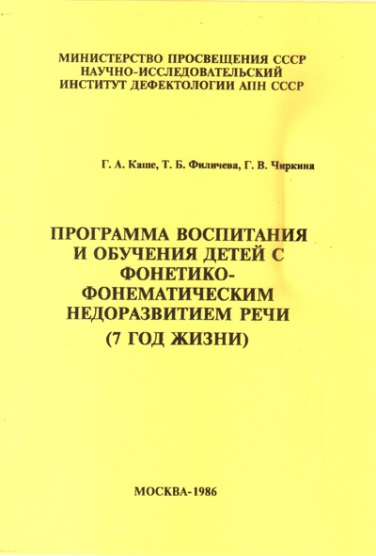 МИНИСТЕРСТВО ПРОСВЕЩЕНИЯ СССР
НАУЧНО-ИССЛЕДОВАТЕЛЬСКИЙ
ИНСТИТУТ ДЕФЕКТОЛОГИИ АПН СССР
Г. А. Каше, Т. Б. Филичева, Г. В. Чиркина
ПРОГРАММА ВОСПИТАНИЯ
И ОБУЧЕНИЯ ДЕТЕЙ С
ФОНЕТИКО-
ФОНЕМАТИЧЕСКИМ
НЕДОРАЗВИТИЕМ РЕЧИ
(7 ГОД ЖИЗНИ)
МОСКВА-1986